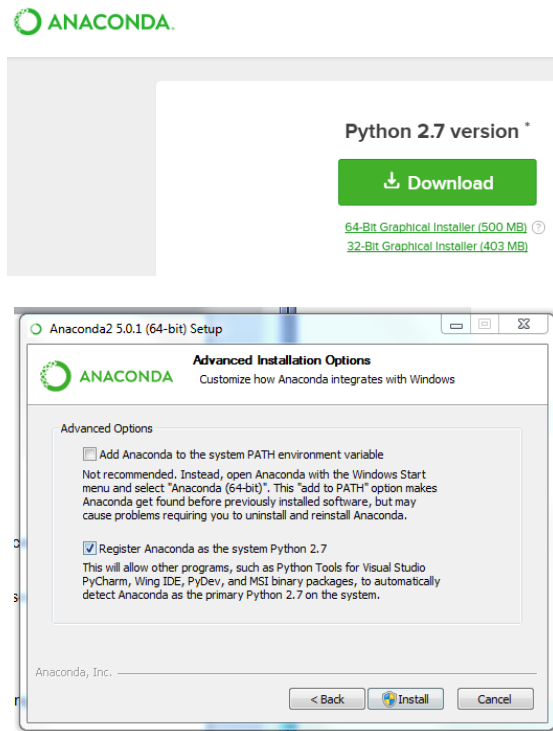 ANACONDA.
Python 2.7 version *
Download
64-Bit Graphical Installer (500 MB) ?
32-Bit Graphical Installer (403 MB)
Anaconda2 5.0.1 (64-bit) Setup
ANACONDA
Advanced Installation Options
Customize how Anaconda integrates with Windows
Advanced Options
Add Anaconda to the system PATH environment variable
Not recommended. Instead, open Anaconda with the Windows Start
menu and select "Anaconda (64-bit)". This "add to PATH" option makes
Anaconda get found before previously installed software, but may
cause problems requiring you to uninstall and reinstall Anaconda.
Register Anaconda as the system Python 2.7
This will allow other programs, such as Python Tools for Visual Studio
PyCharm, Wing IDE, PyDev, and MSI binary packages, to automatically
detect Anaconda as the primary Python 2.7 on the system.
Anaconda, Inc.
< Back
Install
Cancel